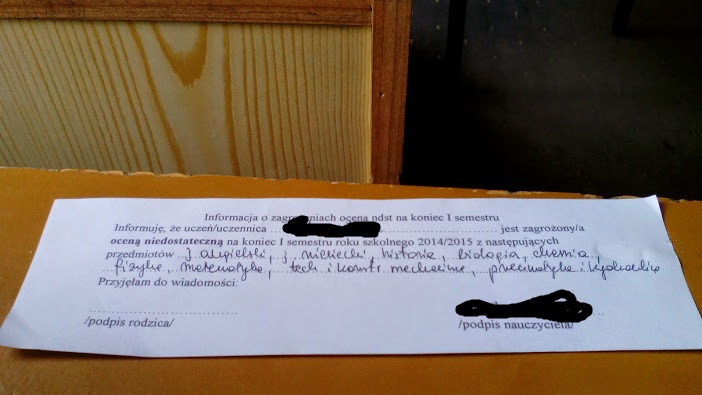 Informacja o zagrożeniach oceną ndst na koniec I semestru
Informuję, że uczeń/uczennica ... jest zagrożony/a
oceną niedostateczną na koniec I semestru roku szkolnego 2014/2015 z następujących
przedmiotów j. angielski, j. niemiecki, historia, biologia, chemia,
fizyka, matematyka, tech i konstr mechaniczne, pneumatyka i hydraulika
Przyjęłam do wiadomości:
/podpis rodzica/ /podpis nauczyciela/